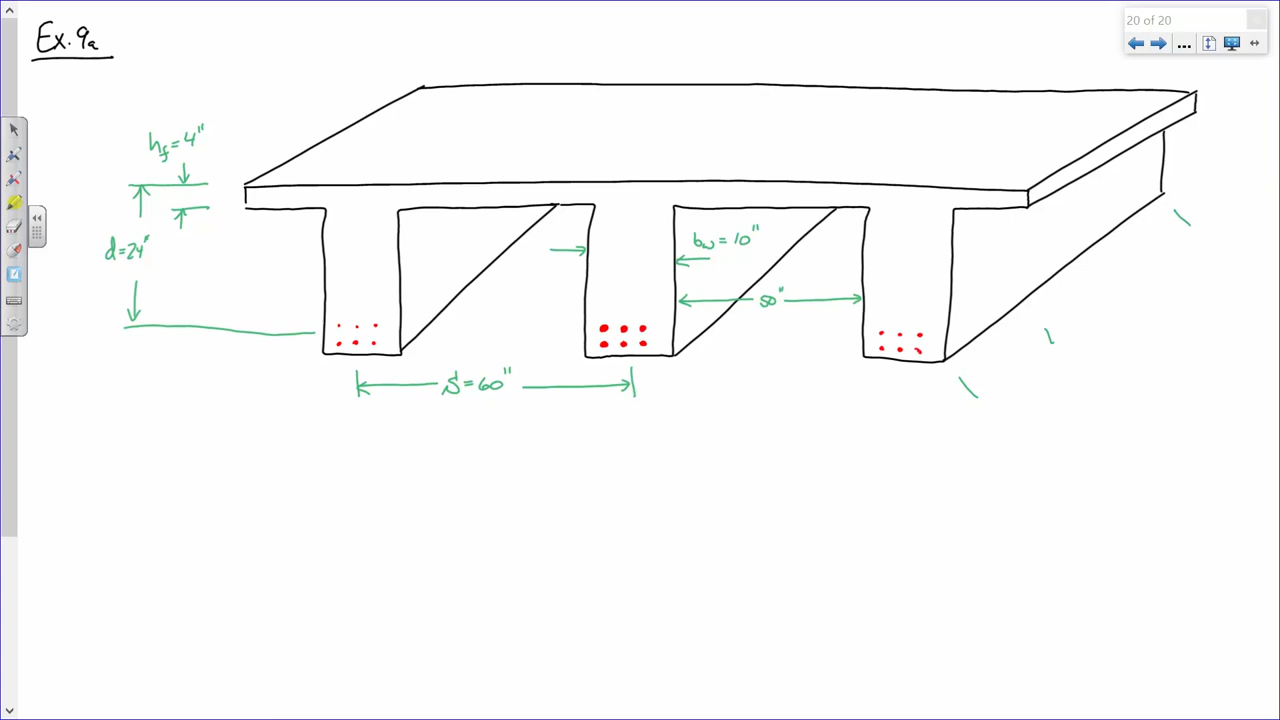 20 of 20
Ex. 9a
hf = 4"
d = 24"
bw = 10"
50"
S = 60"